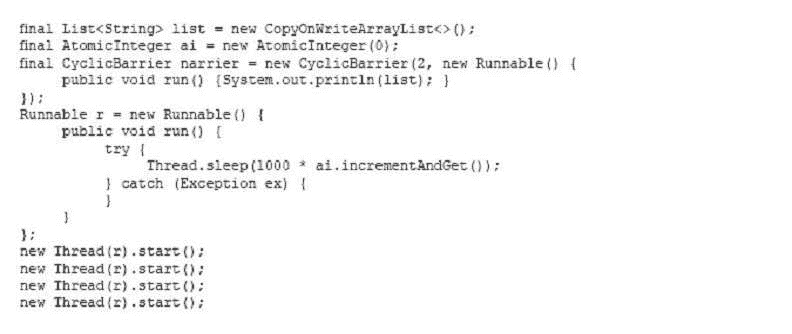 final List<String> list = new CopyOnWriteArrayList<>();
final AtomicInteger ai = new AtomicInteger(0);
final CyclicBarrier narrier = new CyclicBarrier(2, new Runnable() {
public void run() {System.out.println(list); }
});
Runnable r = new Runnable() {
public void run() {
try {
Thread.sleep(1000 * ai.incrementAndGet());
} catch (Exception ex) {
}
}
};
new Thread(r).start();
new Thread(r).start();
new Thread(r).start();
new Thread(r).start();